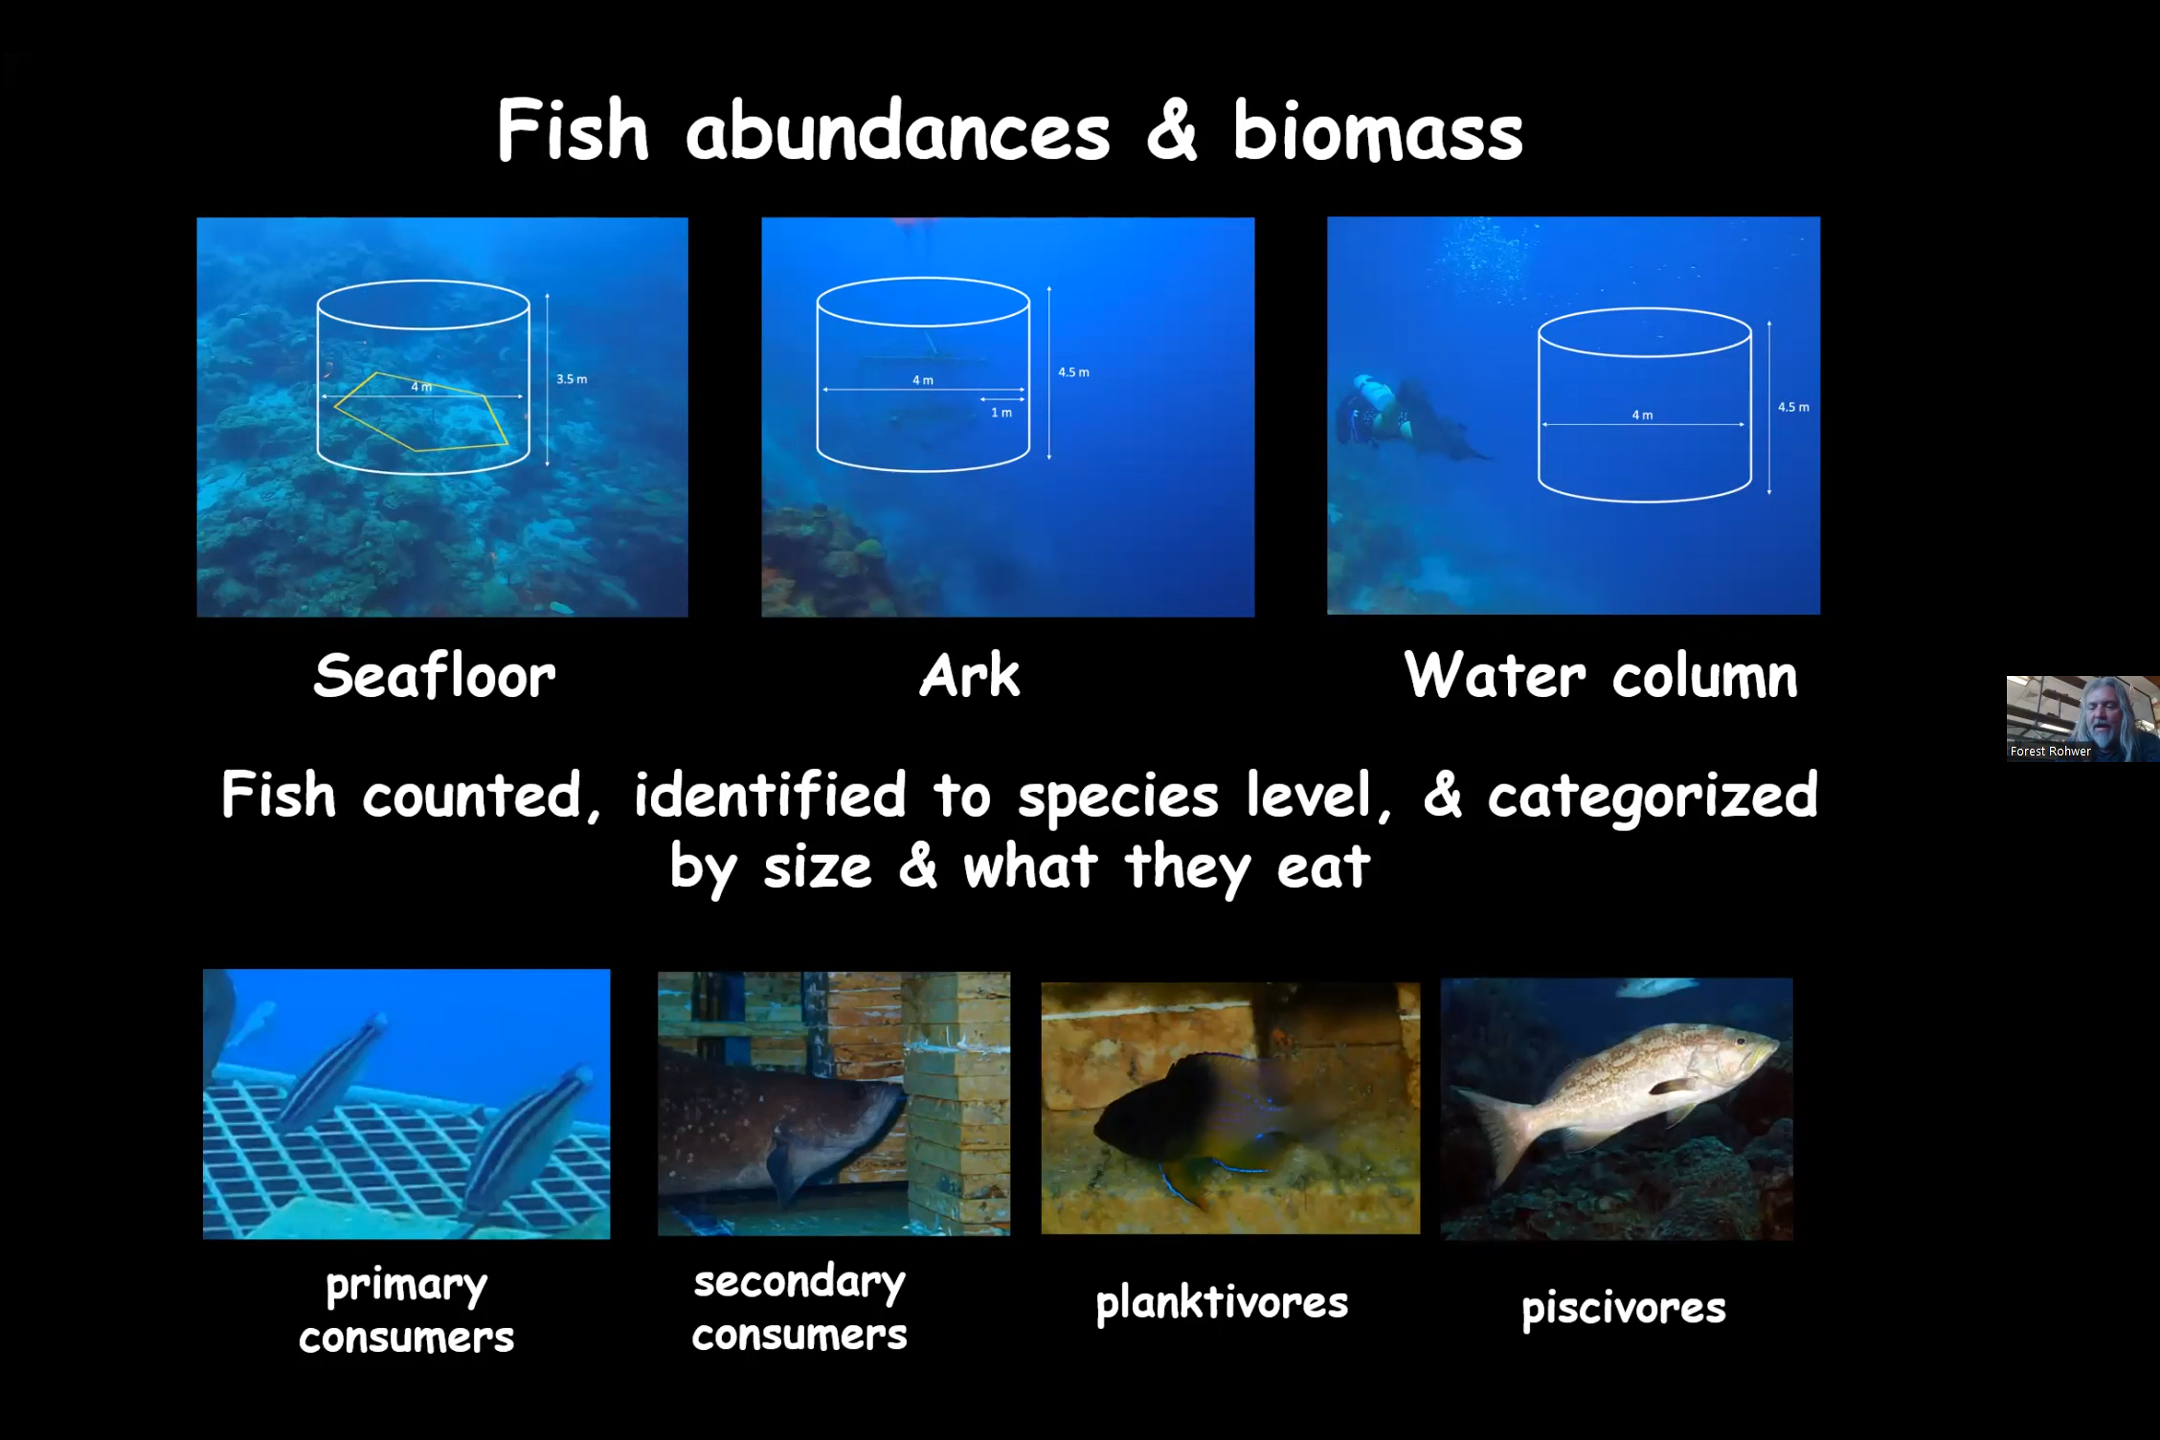 Fish abundances & biomass
4 m
3.5 m
4 m
1 m
4.5 m
4 m
4.5 m
Seafloor
Ark
Water column
Forest Rohwer
Fish counted, identified to species level, & categorized
by size & what they eat
primary
consumers
secondary
consumers
planktivores
piscivores